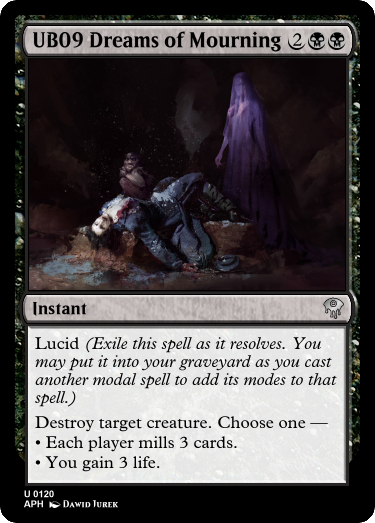 UB09 Dreams of Mourning 2
Instant
Lucid (Exile this spell as it resolves. You
may put it into your graveyard as you cast
another modal spell to add its modes to that
spell.)
Destroy target creature. Choose one —
• Each player mills 3 cards.
• You gain 3 life.
U 0120
APH Dawid Jurek